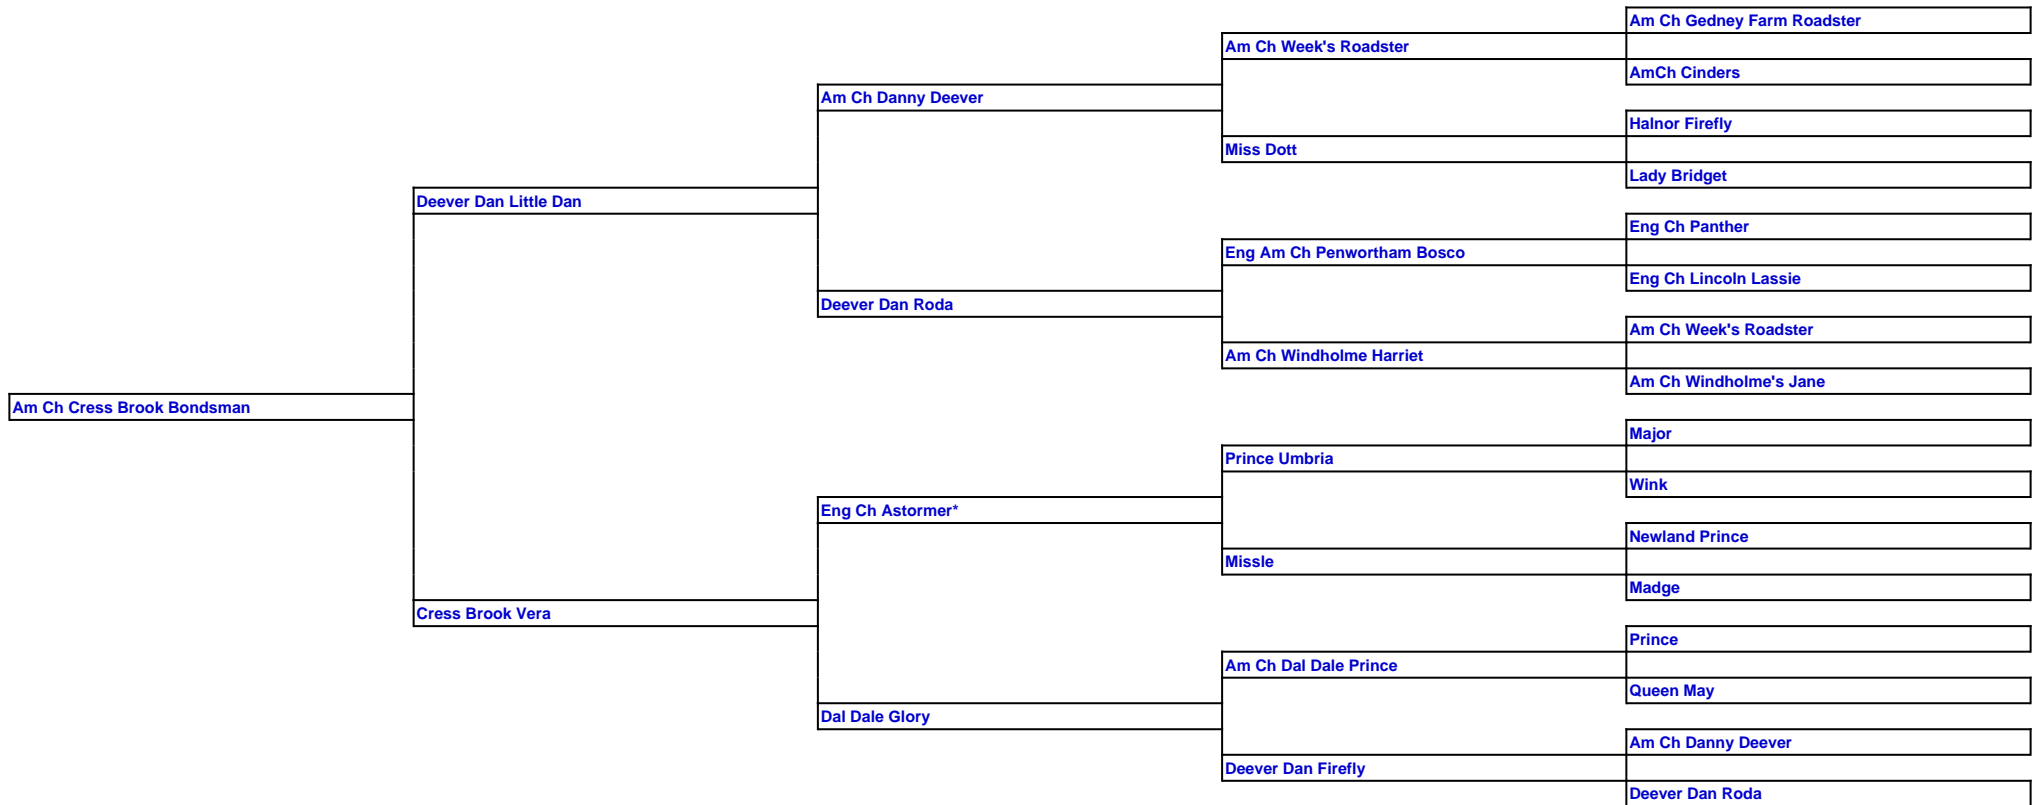 Am Ch Gedney Farm Roadster
Am Ch Week's Roadster
AmCh Cinders
Am Ch Danny Deever
Halnor Firefly
Miss Dott
Lady Bridget
Deever Dan Little Dan
Eng Ch Panther
Eng Am Ch Penwortham Bosco
Eng Ch Lincoln Lassie
Deever Dan Roda
Am Ch Week's Roadster
Am Ch Windholme Harriet
Am Ch Windholme's Jane
Am Ch Cress Brook Bondsman
Major
Prince Umbria
Wink
Eng Ch Astormer*
Newland Prince
Missle
Madge
Cress Brook Vera
Prince
Am Ch Dal Dale Prince
Queen May
Dal Dale Glory
Am Ch Danny Deever
Deever Dan Firefly
Deever Dan Roda